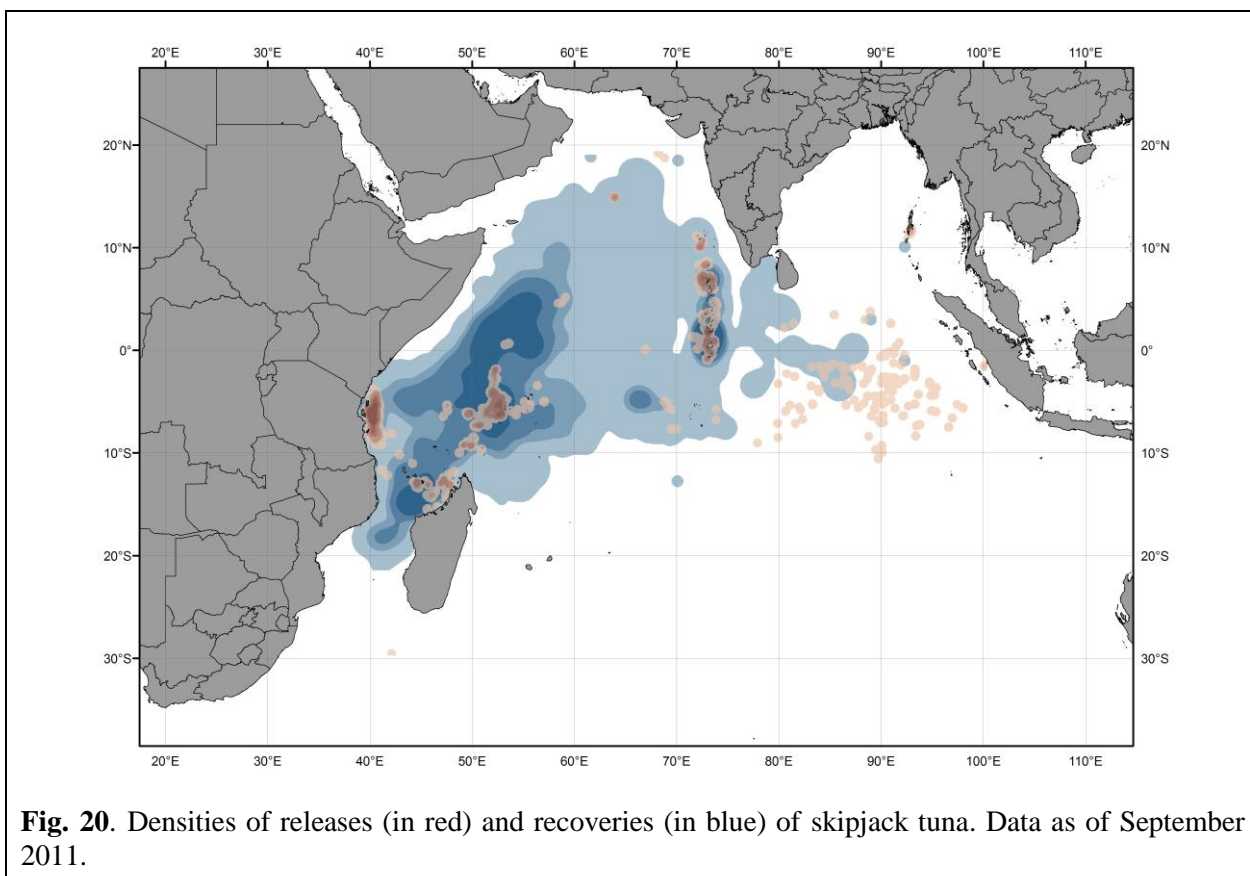 20°E 30°E 40°E 50°E 60°E 70°E 80°E 90°E 100°E 110°E
20°N 20°N
10°N 10°N
0° 0°
10°S 10°S
20°S 20°S
30°S 30°S
20°E 30°E 40°E 50°E 60°E 70°E 80°E 90°E 100°E 110°E
Fig. 20. Densities of releases (in red) and recoveries (in blue) of skipjack tuna. Data as of September
2011.